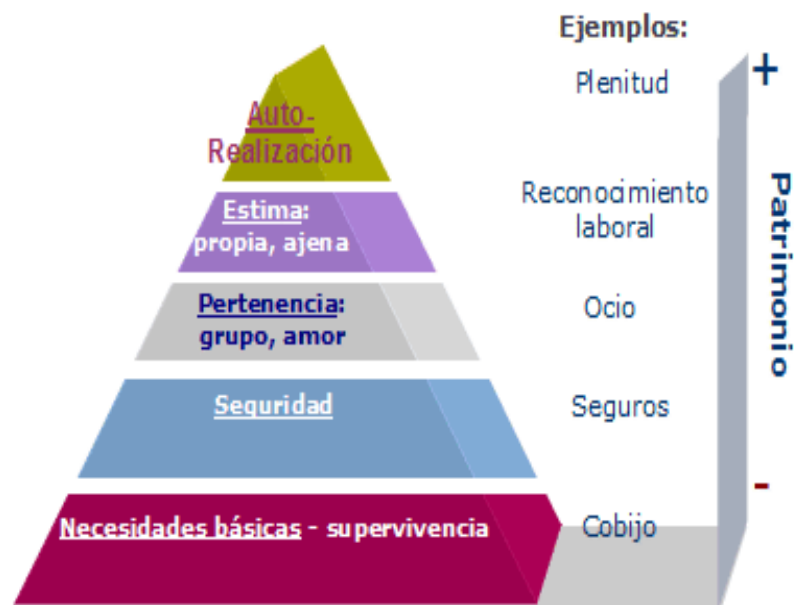 Ejemplos:
Auto-
Realización
Plenitud
+
Estima:
propia, ajena
Reconocimiento
laboral
Pertenencia:
grupo, amor
Ocio
Patrimonio
Seguridad
Seguros
-
Necesidades básicas - supervivencia
Cobijo